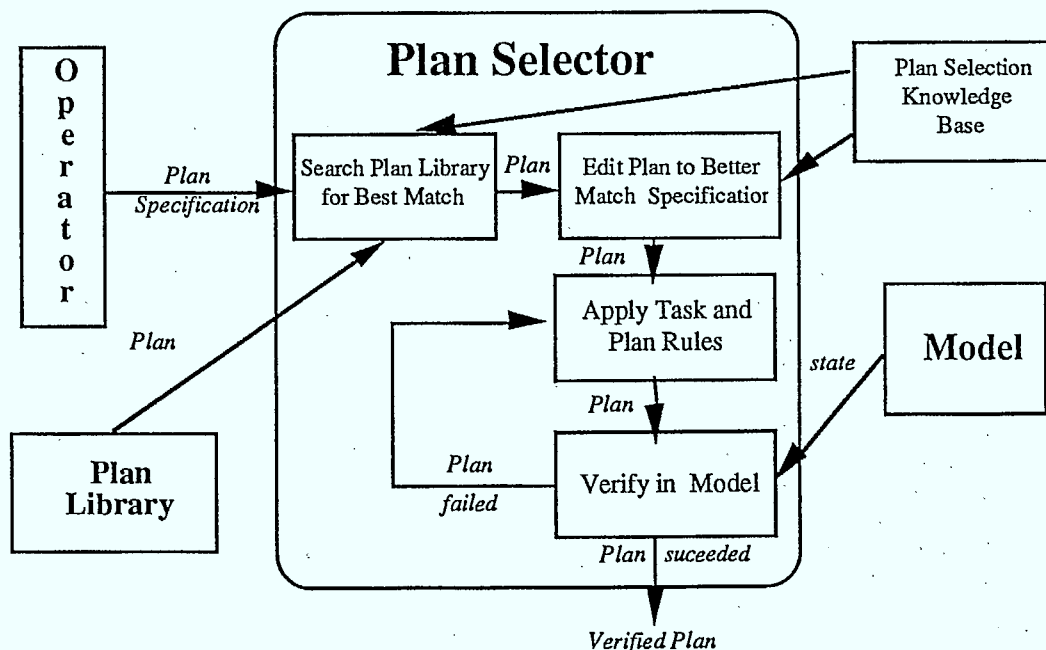 Operator
Plan Selector
Plan Selection
Knowledge
Base
Plan
Specification
Search Plan Library
for Best Match
Plan
Edit Plan to Better
Match Specificatior
Plan
Plan
Apply Task and
Plan Rules
state
Model
Plan
Plan
Library
Plan
failed
Verify in Model
Plan suceeded
Verified Plan